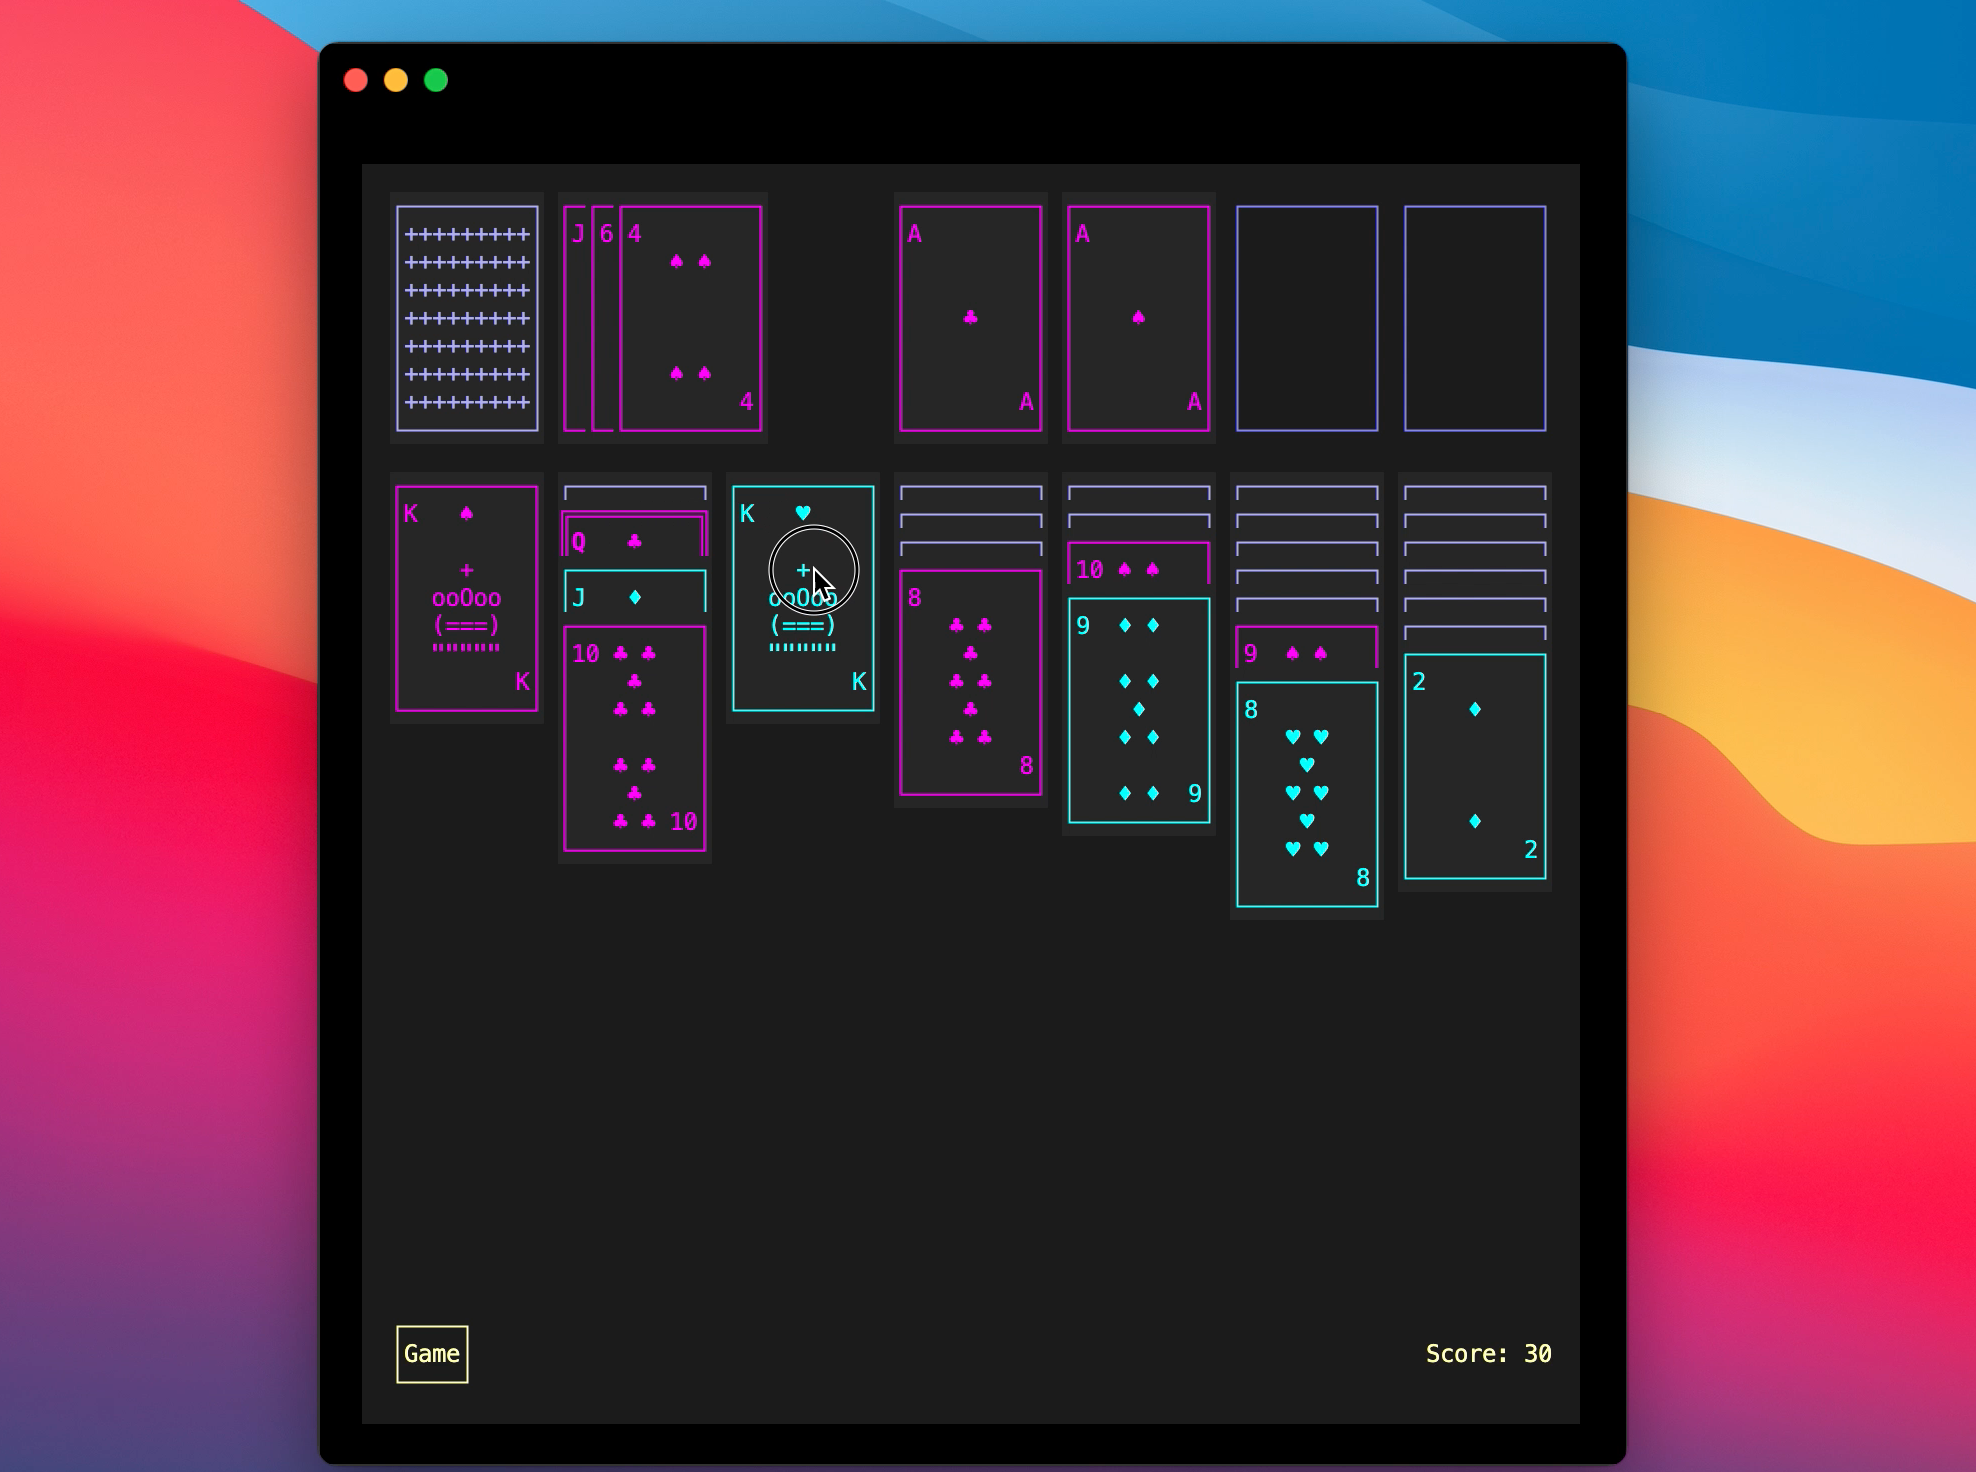 +++++++++
+++++++++
+++++++++
+++++++++
+++++++++
+++++++++
+++++++++
J 6 4 ♠ ♠
♠ ♠
4
A
♣
A
A
♠
A
K ♠
+
ooOoo
(===)
"""""""""
K
Q ♣
J ♦
10 ♣ ♣
♣
♣ ♣
♣ ♣
♣
♣ ♣ 10
K ♥
+
ooOoo
(===)
"""""""""
K
8
♣ ♣
♣
♣ ♣
♣
♣ ♣
8
10 ♠ ♠
9 ♦ ♦
♦ ♦
♦
♦ ♦
♦ ♦ 9
9 ♠ ♠
8
♥ ♥
♥
♥ ♥
♥
♥ ♥
8
2
♦
♦
2
Game
Score: 30